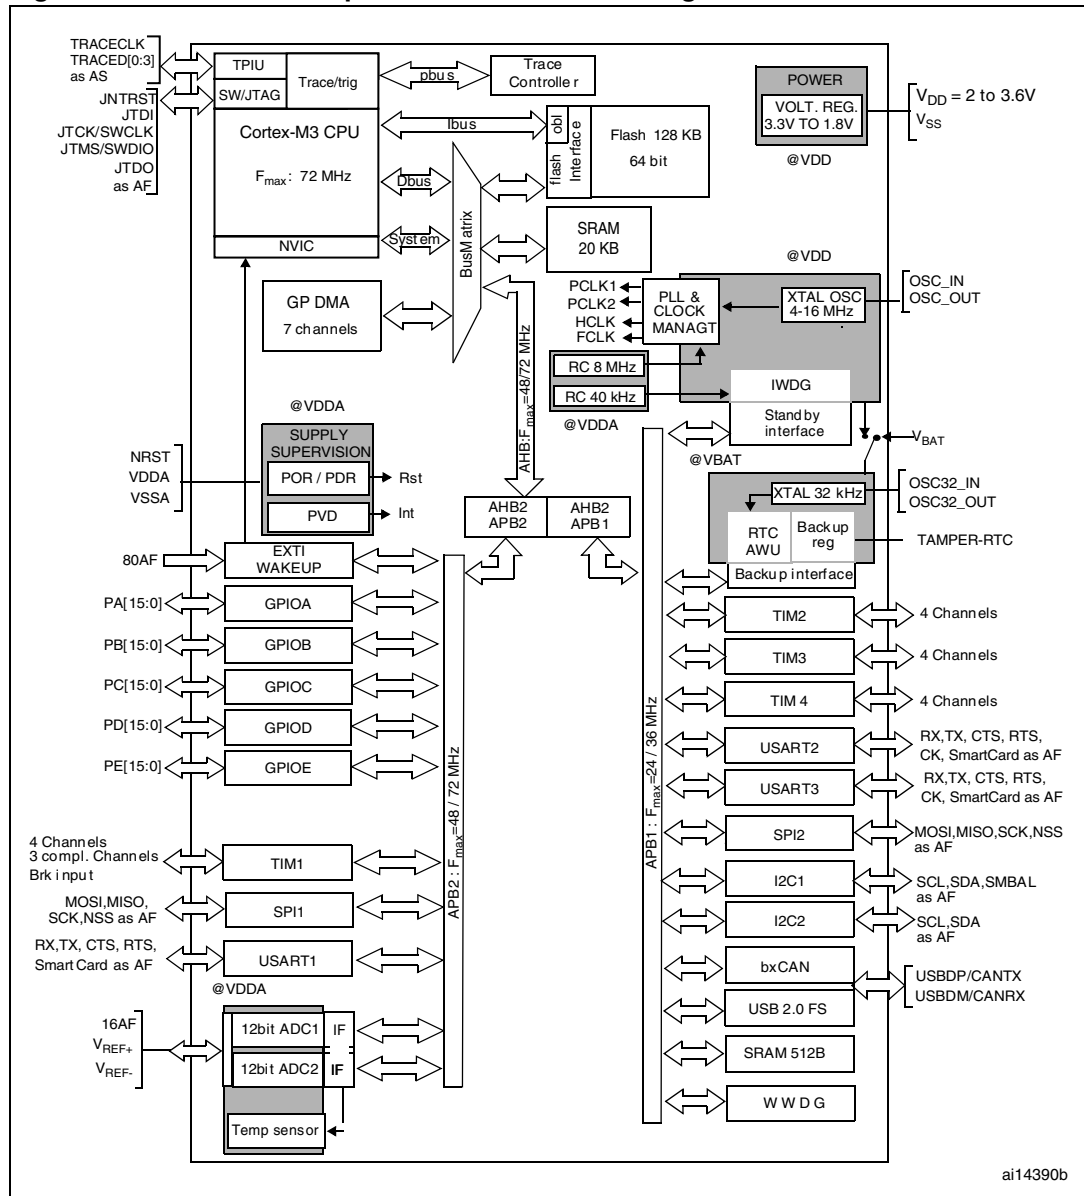 TRACECLK
TRACED[0:3]
as AS
TPIU
SW/JTAG
Trace/trig
pbus
Trace
Controller
JNTRST
JTDI
JTCK/SWCLK
JTMS/SWDIO
JTDO
as AF
Cortex-M3 CPU
Fmax: 72 MHz
NVIC
Ibus
Dbus
System
BusMatrix
obl
flash
Interface
Flash 128 KB
64 bit
SRAM
20 KB
POWER
VOLT. REG.
3.3V TO 1.8V
@VDD
VDD = 2 to 3.6V
VSS
GP DMA
7 channels
AHB:Fmax=48/72 MHz
@VDD
PCLK1
PCLK2
HCLK
FCLK
PLL &
CLOCK
MANAGT
XTAL OSC
4-16 MHz
OSC_IN
OSC_OUT
RC 8 MHz
RC 40 kHz
@VDDA
IWDG
Standby
interface
VBAT
@VBAT
@VDDA
SUPPLY
SUPERVISION
POR / PDR
Rst
PVD
Int
NRST
VDDA
VSSA
AHB2
APB2
AHB2
APB1
XTAL 32 kHz
OSC32_IN
OSC32_OUT
RTC
AWU
Backup
reg
TAMPER-RTC
Backup interface
80AF
EXTI
WAKEUP
PA[15:0]
GPIOA
PB[15:0]
GPIOB
PC[15:0]
GPIOC
PD[15:0]
GPIOD
PE[15:0]
GPIOE
APB2 : Fmax=48 / 72 MHz
4 Channels
3 compl. Channels
Brk input
TIM1
MOSI,MISO,
SCK,NSS as AF
SPI1
RX,TX, CTS, RTS,
SmartCard as AF
USART1
@VDDA
16AF
VREF+
VREF-
12bit ADC1
IF
12bit ADC2
IF
Temp sensor
APB1 : Fmax=24 / 36 MHz
TIM2
4 Channels
TIM3
4 Channels
TIM 4
4 Channels
USART2
RX,TX, CTS, RTS,
CK, SmartCard as AF
USART3
RX,TX, CTS, RTS,
CK, SmartCard as AF
SPI2
MOSI,MISO,SCK,NSS
as AF
I2C1
SCL,SDA,SMBAL
as AF
I2C2
SCL,SDA
as AF
bxCAN
USBDP/CANTX
USBDM/CANRX
USB 2.0 FS
SRAM 512B
W W D G
ai14390b